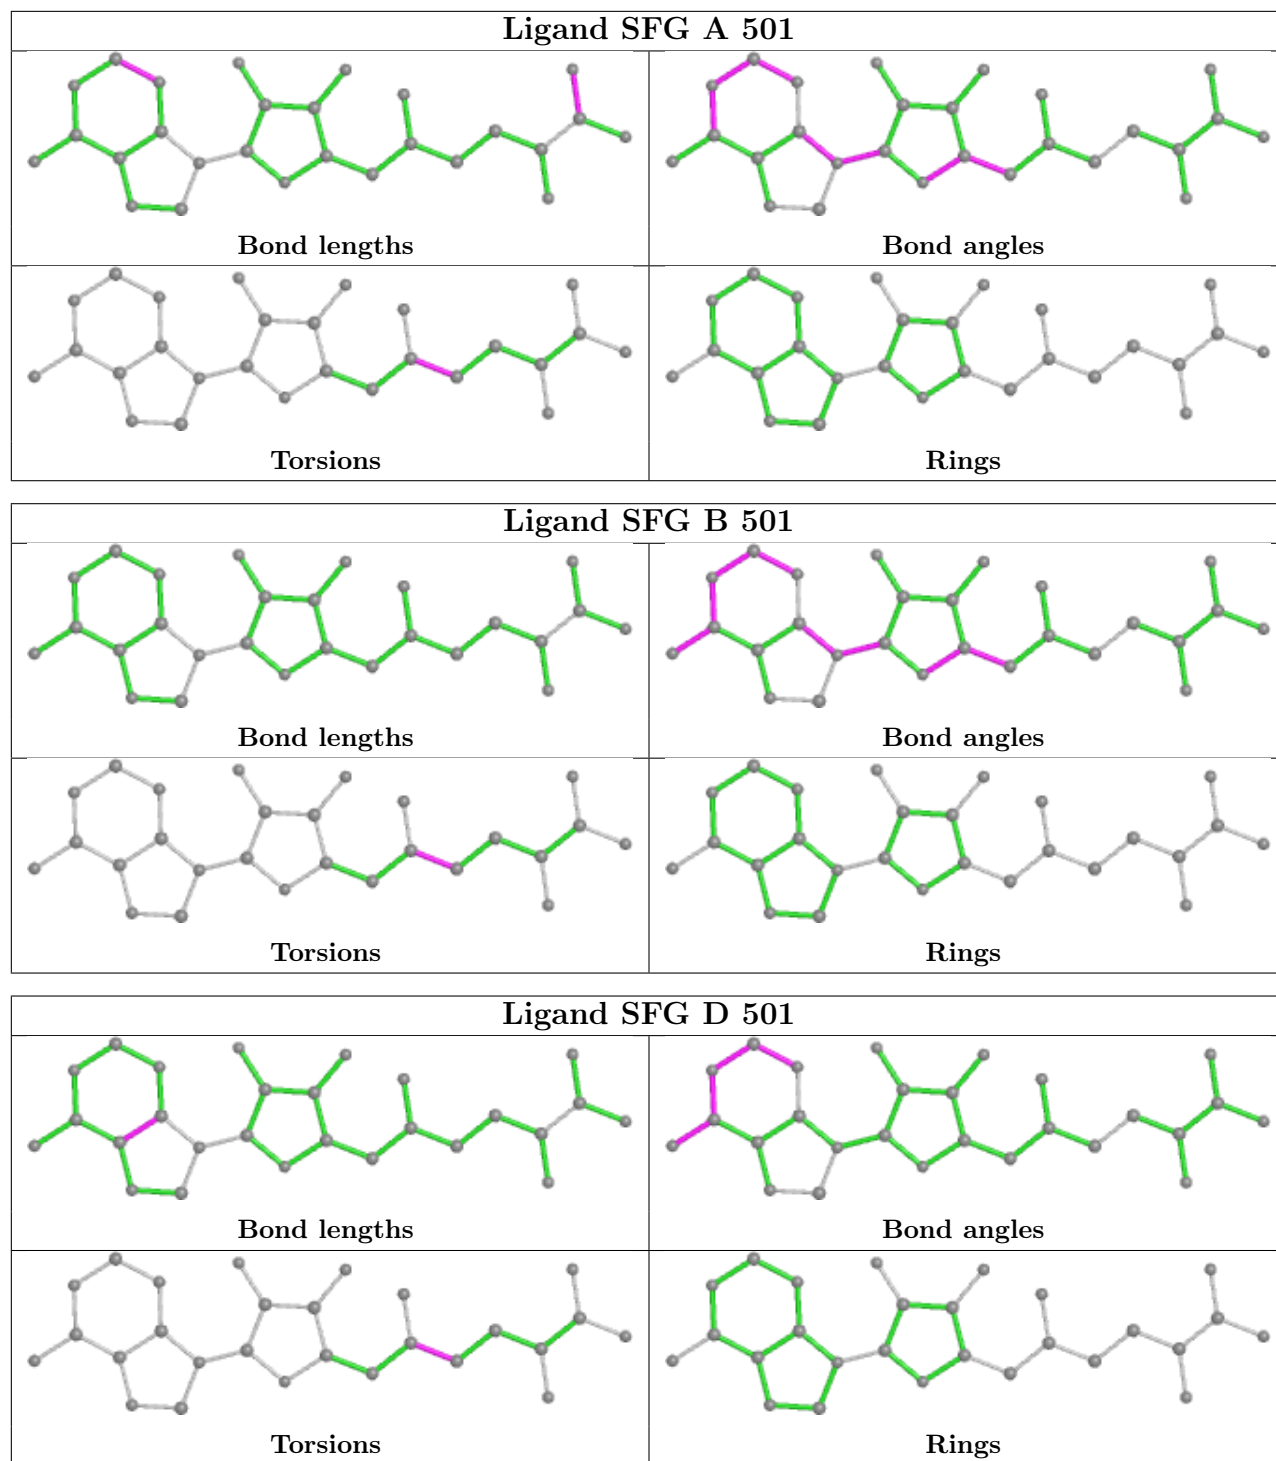 Ligand SFG A 501
Bond lengths
Bond angles
Torsions
Rings
Ligand SFG B 501
Bond lengths
Bond angles
Torsions
Rings
Ligand SFG D 501
Bond lengths
Bond angles
Torsions
Rings